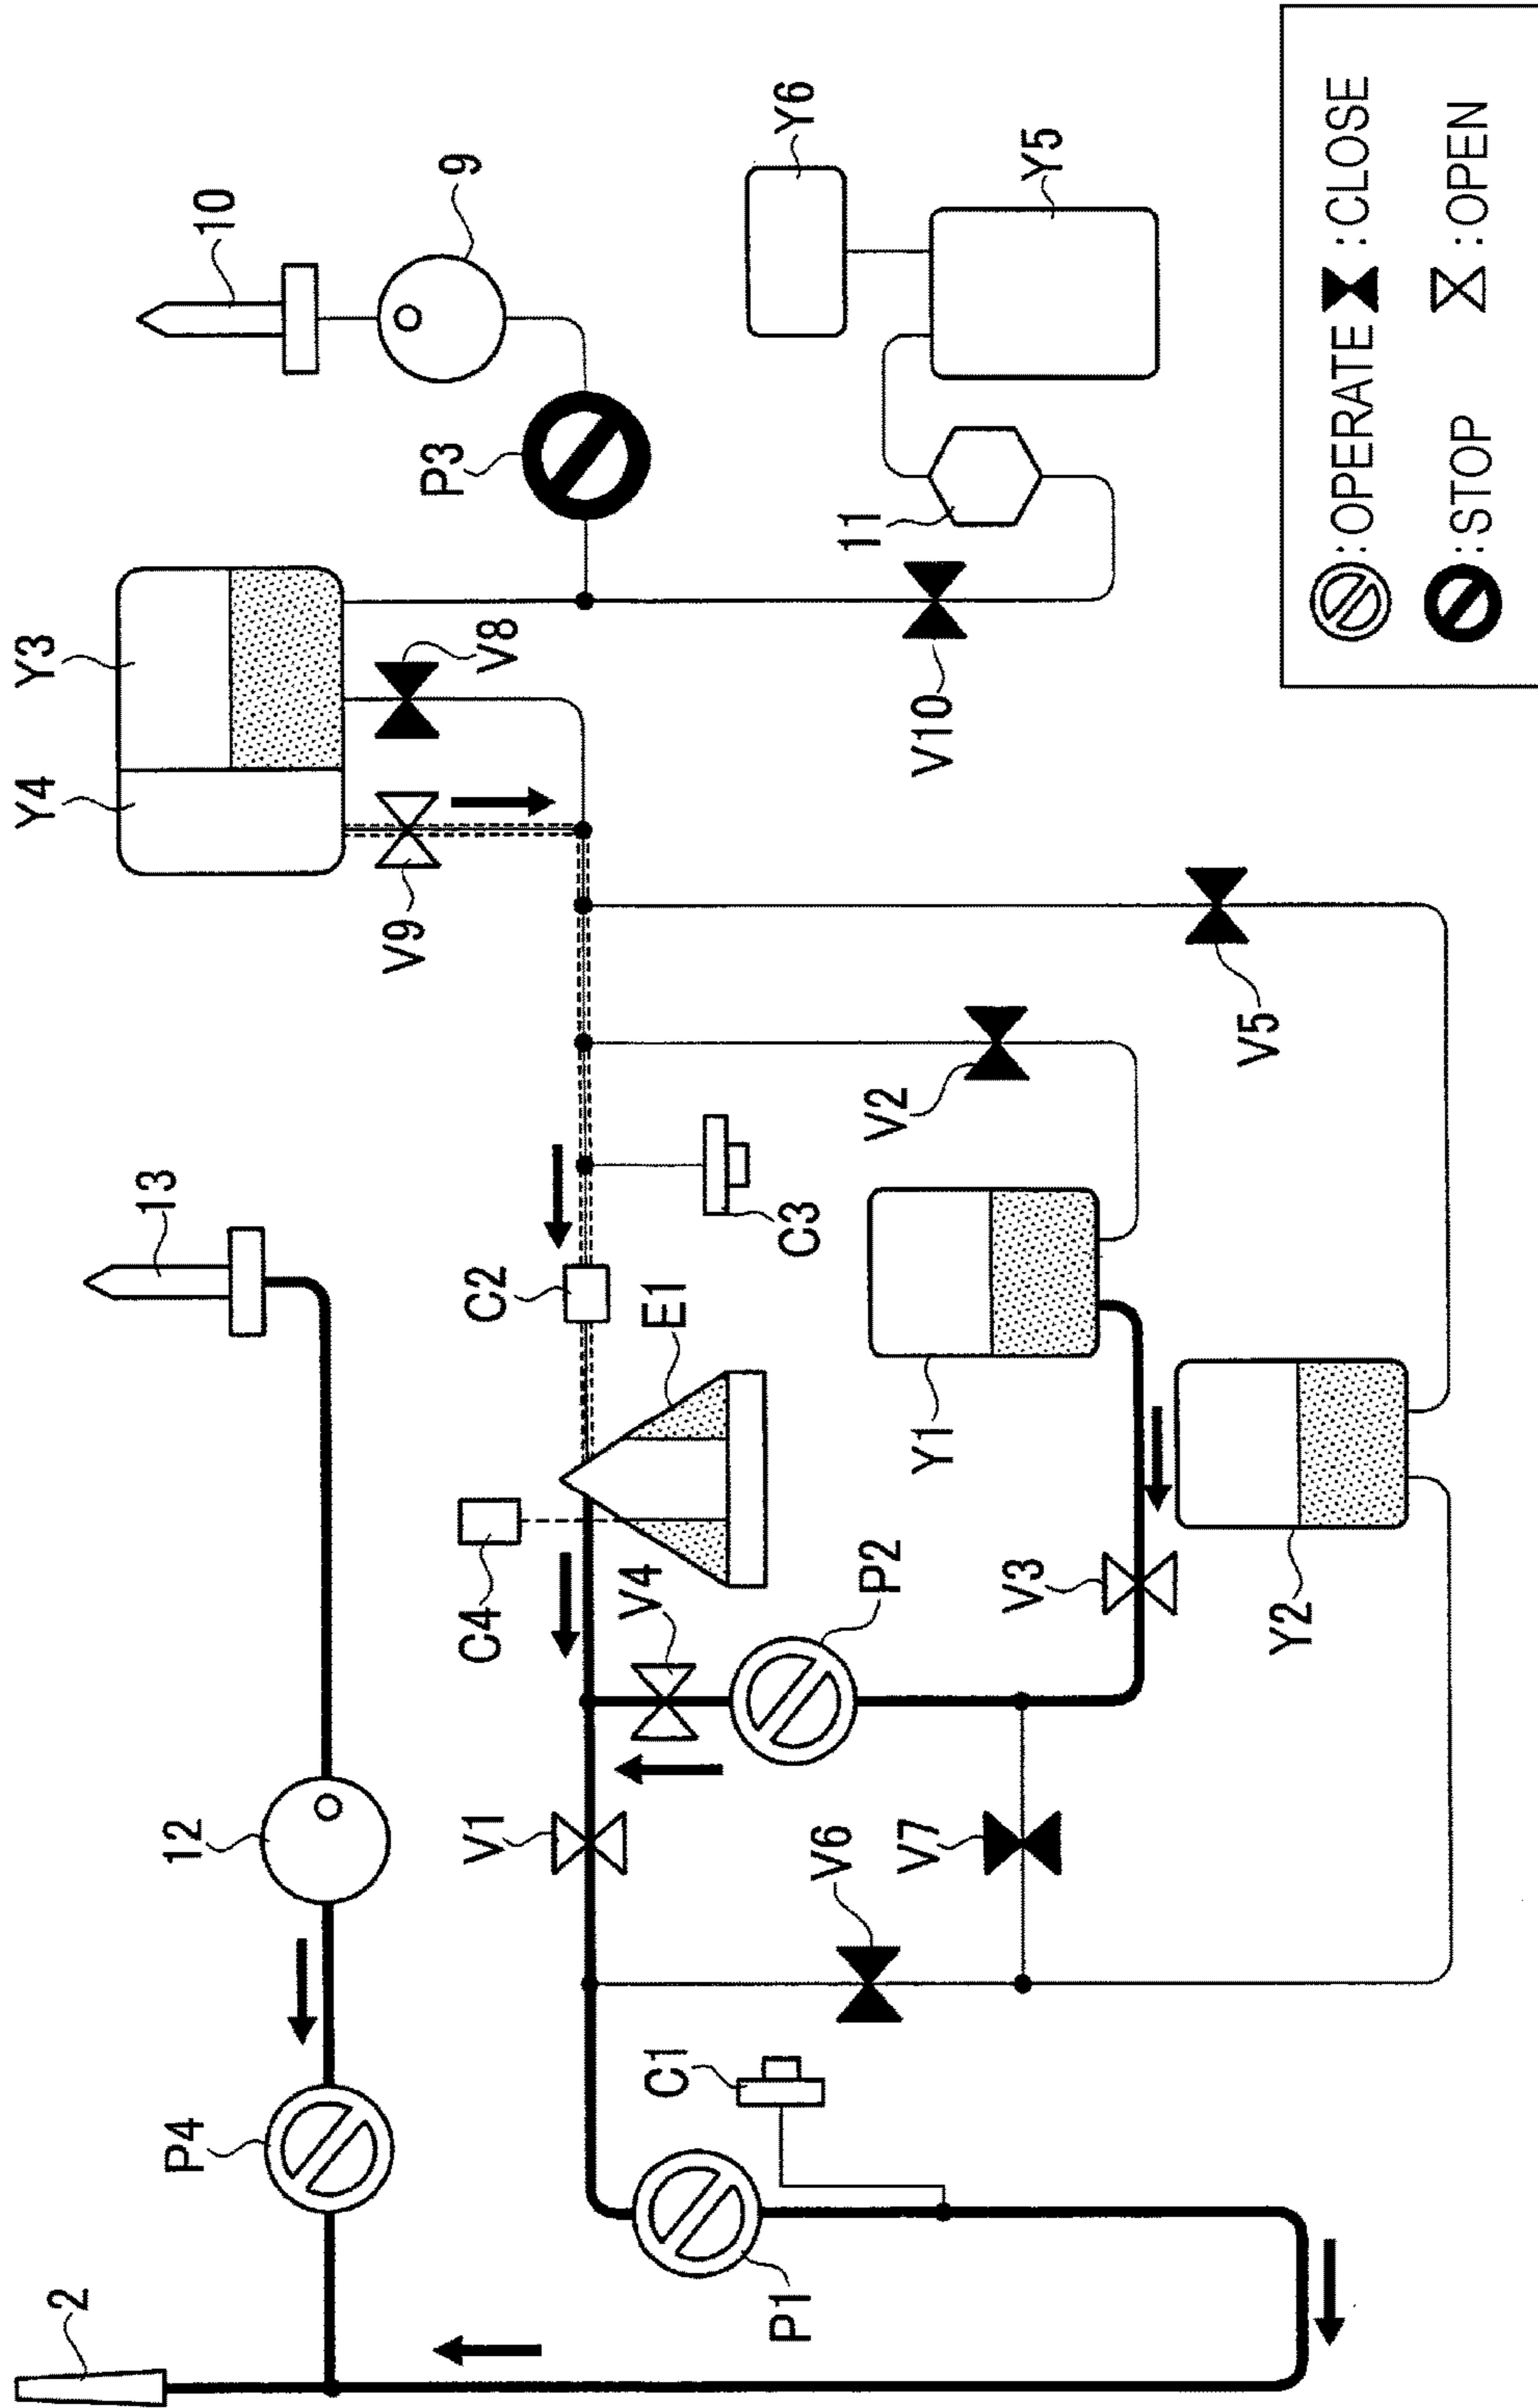 10
9
Y6
Y5
P3
11
Y3
V8
V10
Y4
V9
V5
V2
13
C3
C2
E1
Y1
C4
V4
P2
V3
Y2
12
V1
V6
V7
C1
P4
P1
2
:OPERATE :CLOSE
:STOP :OPEN